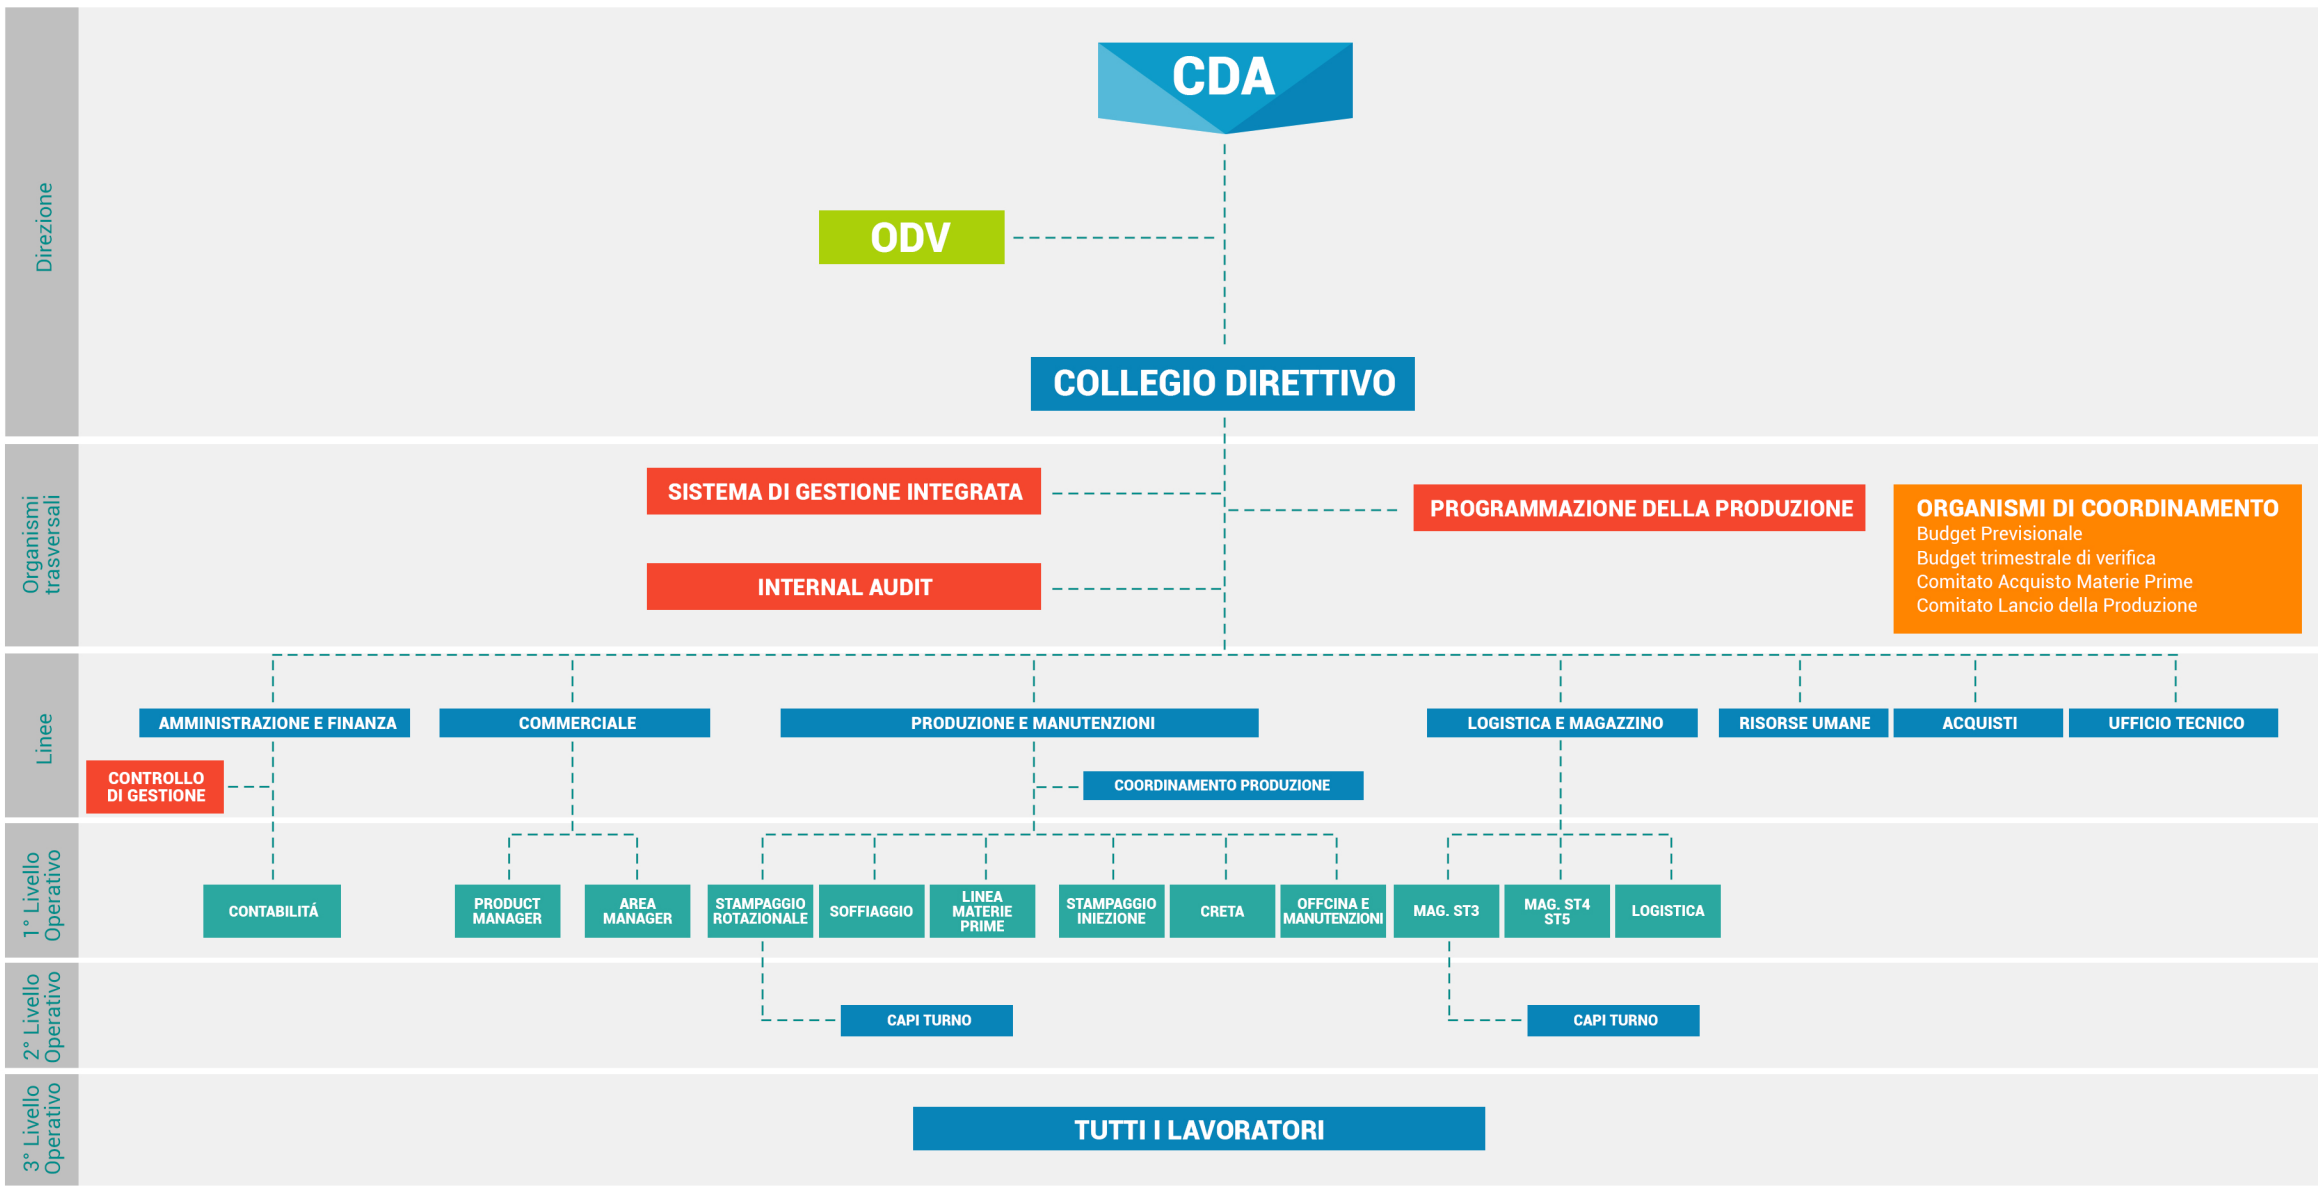 Direzione
CDA
ODV
COLLEGIO DIRETTIVO
Organismi
trasversali
SISTEMA DI GESTIONE INTEGRATA
INTERNAL AUDIT
PROGRAMMAZIONE DELLA PRODUZIONE
ORGANISMI DI COORDINAMENTO
Budget Previsionale
Budget trimestrale di verifica
Comitato Acquisto Materie Prime
Comitato Lancio della Produzione
Linee
AMMINISTRAZIONE E FINANZA
COMMERCIALE
PRODUZIONE E MANUTENZIONI
LOGISTICA E MAGAZZINO
RISORSE UMANE
ACQUISTI
UFFICIO TECNICO
CONTROLLO
DI GESTIONE
COORDINAMENTO PRODUZIONE
1° Livello
Operativo
CONTABILITÁ
PRODUCT
MANAGER
AREA
MANAGER
STAMPAGGIO
ROTAZIONALE
SOFFIAGGIO
LINEA
MATERIE
PRIME
STAMPAGGIO
INIEZIONE
CRETA
OFFCINA E
MANUTENZIONI
MAG. ST3
MAG. ST4
ST5
LOGISTICA
2° Livello
Operativo
CAPI TURNO
CAPI TURNO
3° Livello
Operativo
TUTTI I LAVORATORI